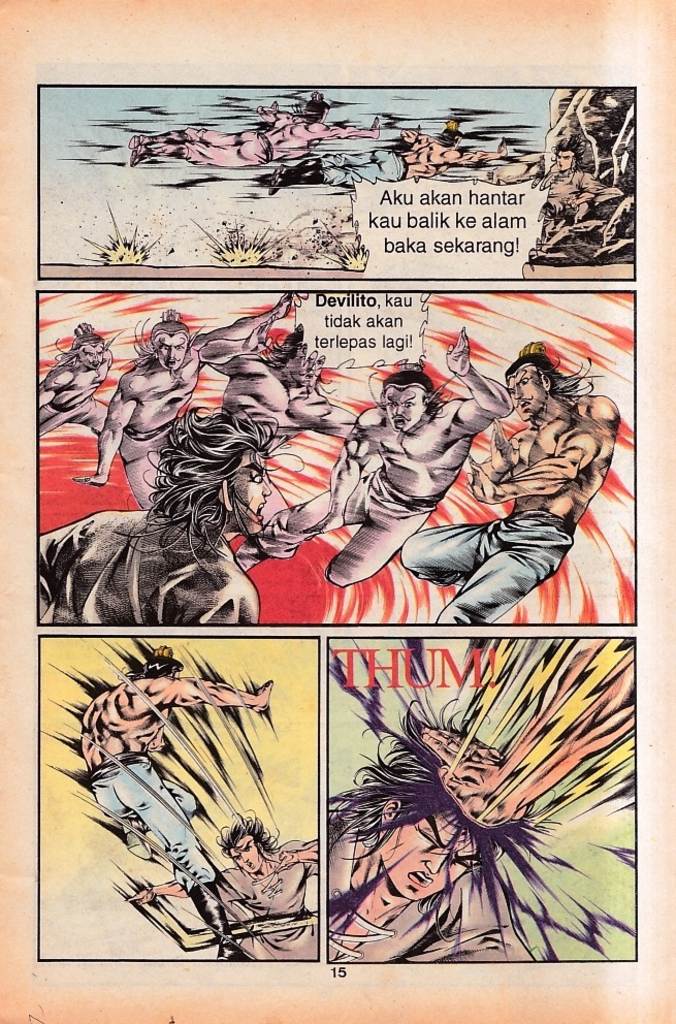 Aku akan hantar
kau balik ke alam
baka sekarang!
Devilito, kau
tidak akan
terlepas lagi!
THUM!
15